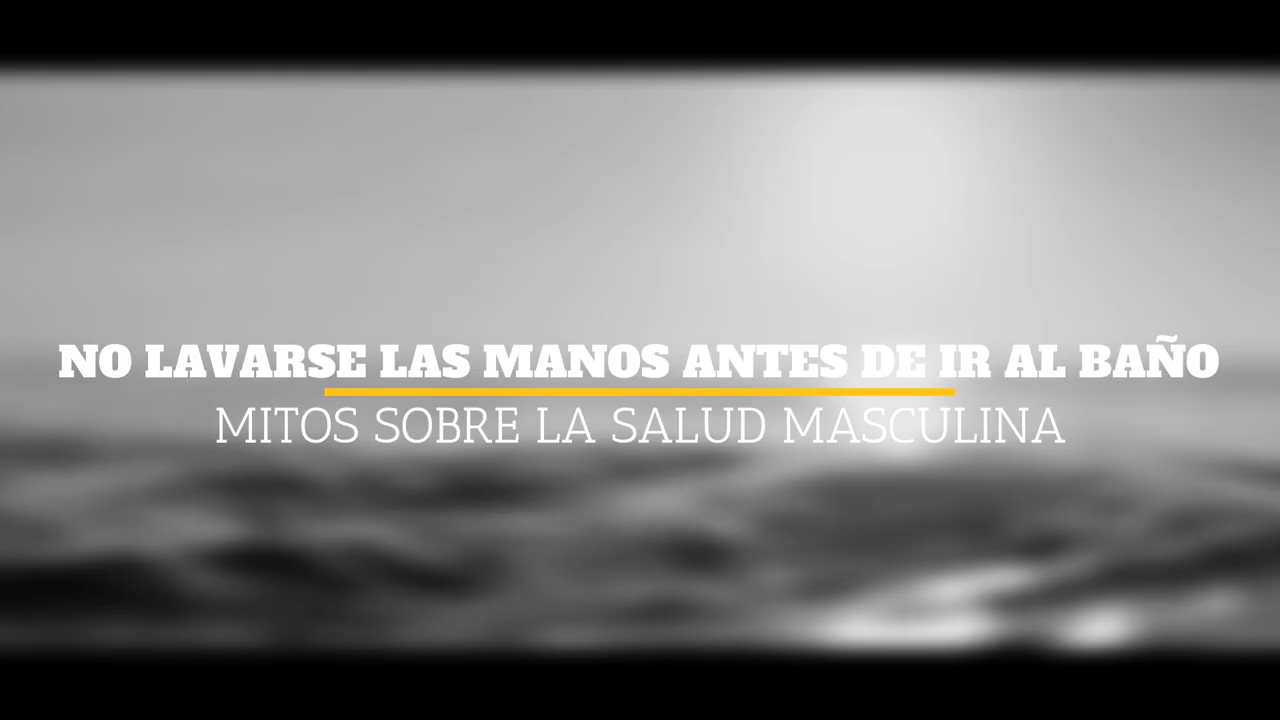 NO LAVARSE LAS MANOS ANTES DE IR AL BAÑO
MITOS SOBRE LA SALUD MASCULINA